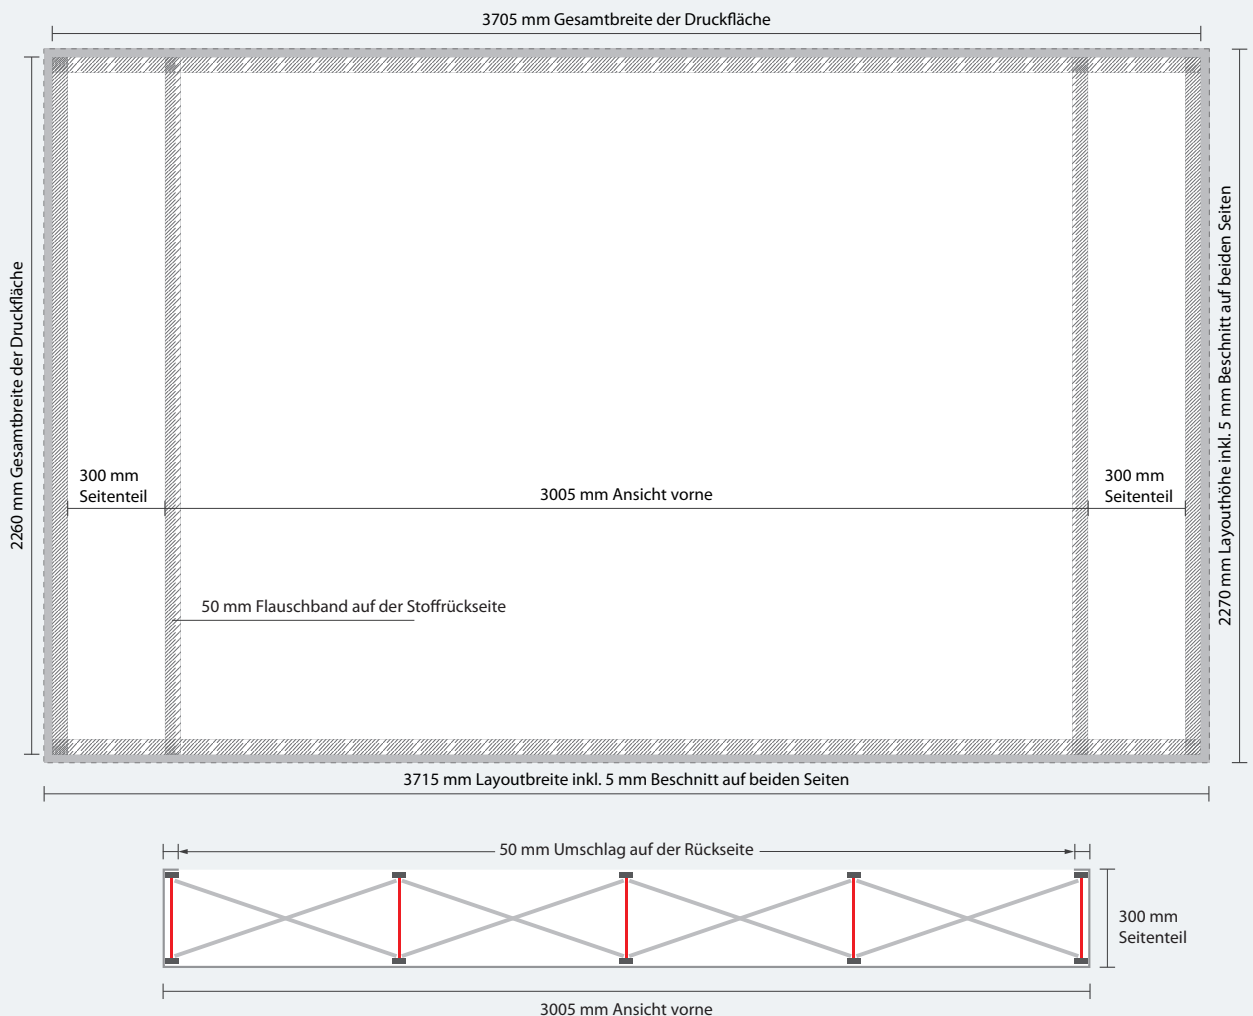 3705 mm Gesamtbreite der Druckfläche
2260 mm Gesamtbreite der Druckfläche
2270 mm Layouthöhe inkl. 5 mm Beschnitt auf beiden Seiten
300 mm
Seitenteil
3005 mm Ansicht vorne
300 mm
Seitenteil
50 mm Flauschband auf der Stoffrückseite
3715 mm Layoutbreite inkl. 5 mm Beschnitt auf beiden Seiten
50 mm Umschlag auf der Rückseite
300 mm
Seitenteil
3005 mm Ansicht vorne